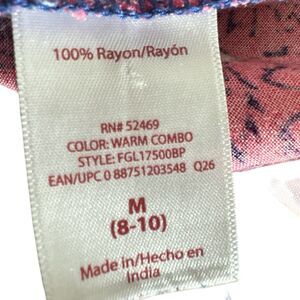 100% Rayon/Rayón
RN# 52469
COLOR: WARM COMBO
STYLE: FGL17500BP
EAN/UPC 0 88751203548 Q26
M
(8-10)
Made in/Hecho en
India